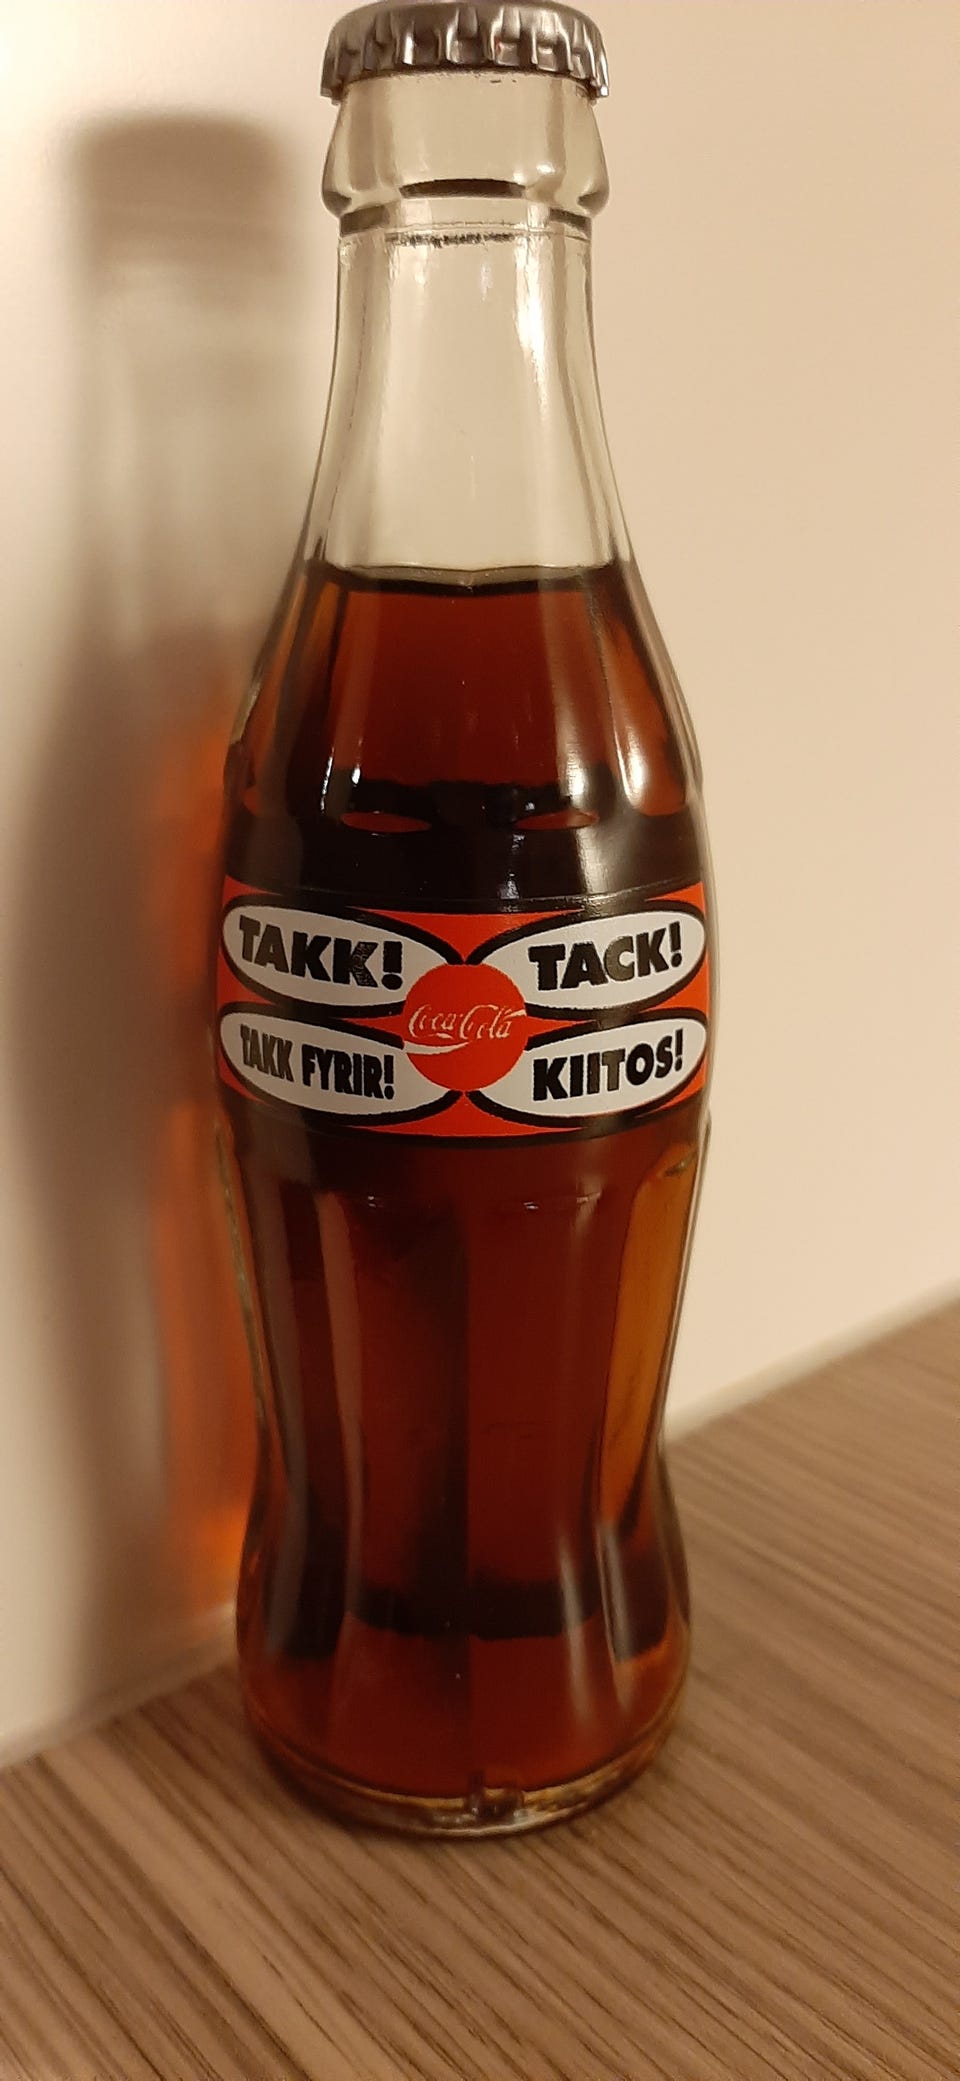 TAKK!
TACK!
Coca-Cola
TAKK FYRIR!
KIITOS!